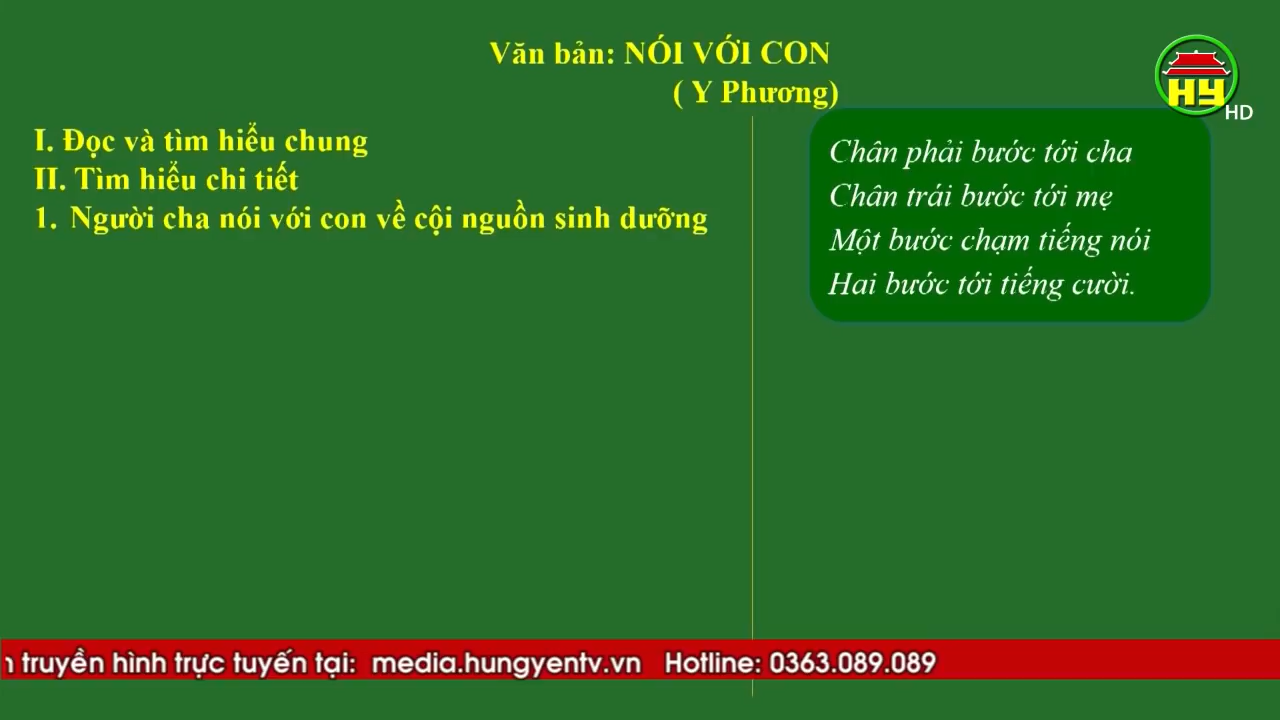 Văn bản: NÓI VỚI CON
( Y Phương)
HY
HD
I. Đọc và tìm hiểu chung
II. Tìm hiểu chi tiết
1. Người cha nói với con về cội nguồn sinh dưỡng
Chân phải bước tới cha
Chân trái bước tới mẹ
Một bước chạm tiếng nói
Hai bước tới tiếng cười.
truyền hình trực tuyến tại: media.hungyentv.vn Hotline: 0363.089.089